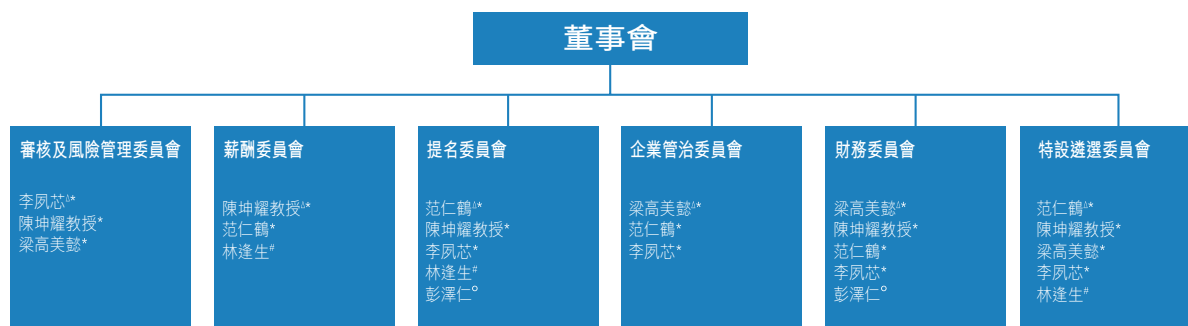 董事會
審核及風險管理委員會
李夙芯Δ*
陳坤耀教授*
梁高美懿*
薪酬委員會
陳坤耀教授Δ*
范仁鶴*
林逢生#
提名委員會
范仁鶴Δ*
陳坤耀教授*
李夙芯*
林逢生#
彭澤仁○
企業管治委員會
梁高美懿Δ*
范仁鶴*
李夙芯*
財務委員會
梁高美懿Δ*
陳坤耀教授*
范仁鶴*
李夙芯*
彭澤仁○
特設遴選委員會
范仁鶴Δ*
陳坤耀教授*
梁高美懿*
李夙芯*
林逢生#